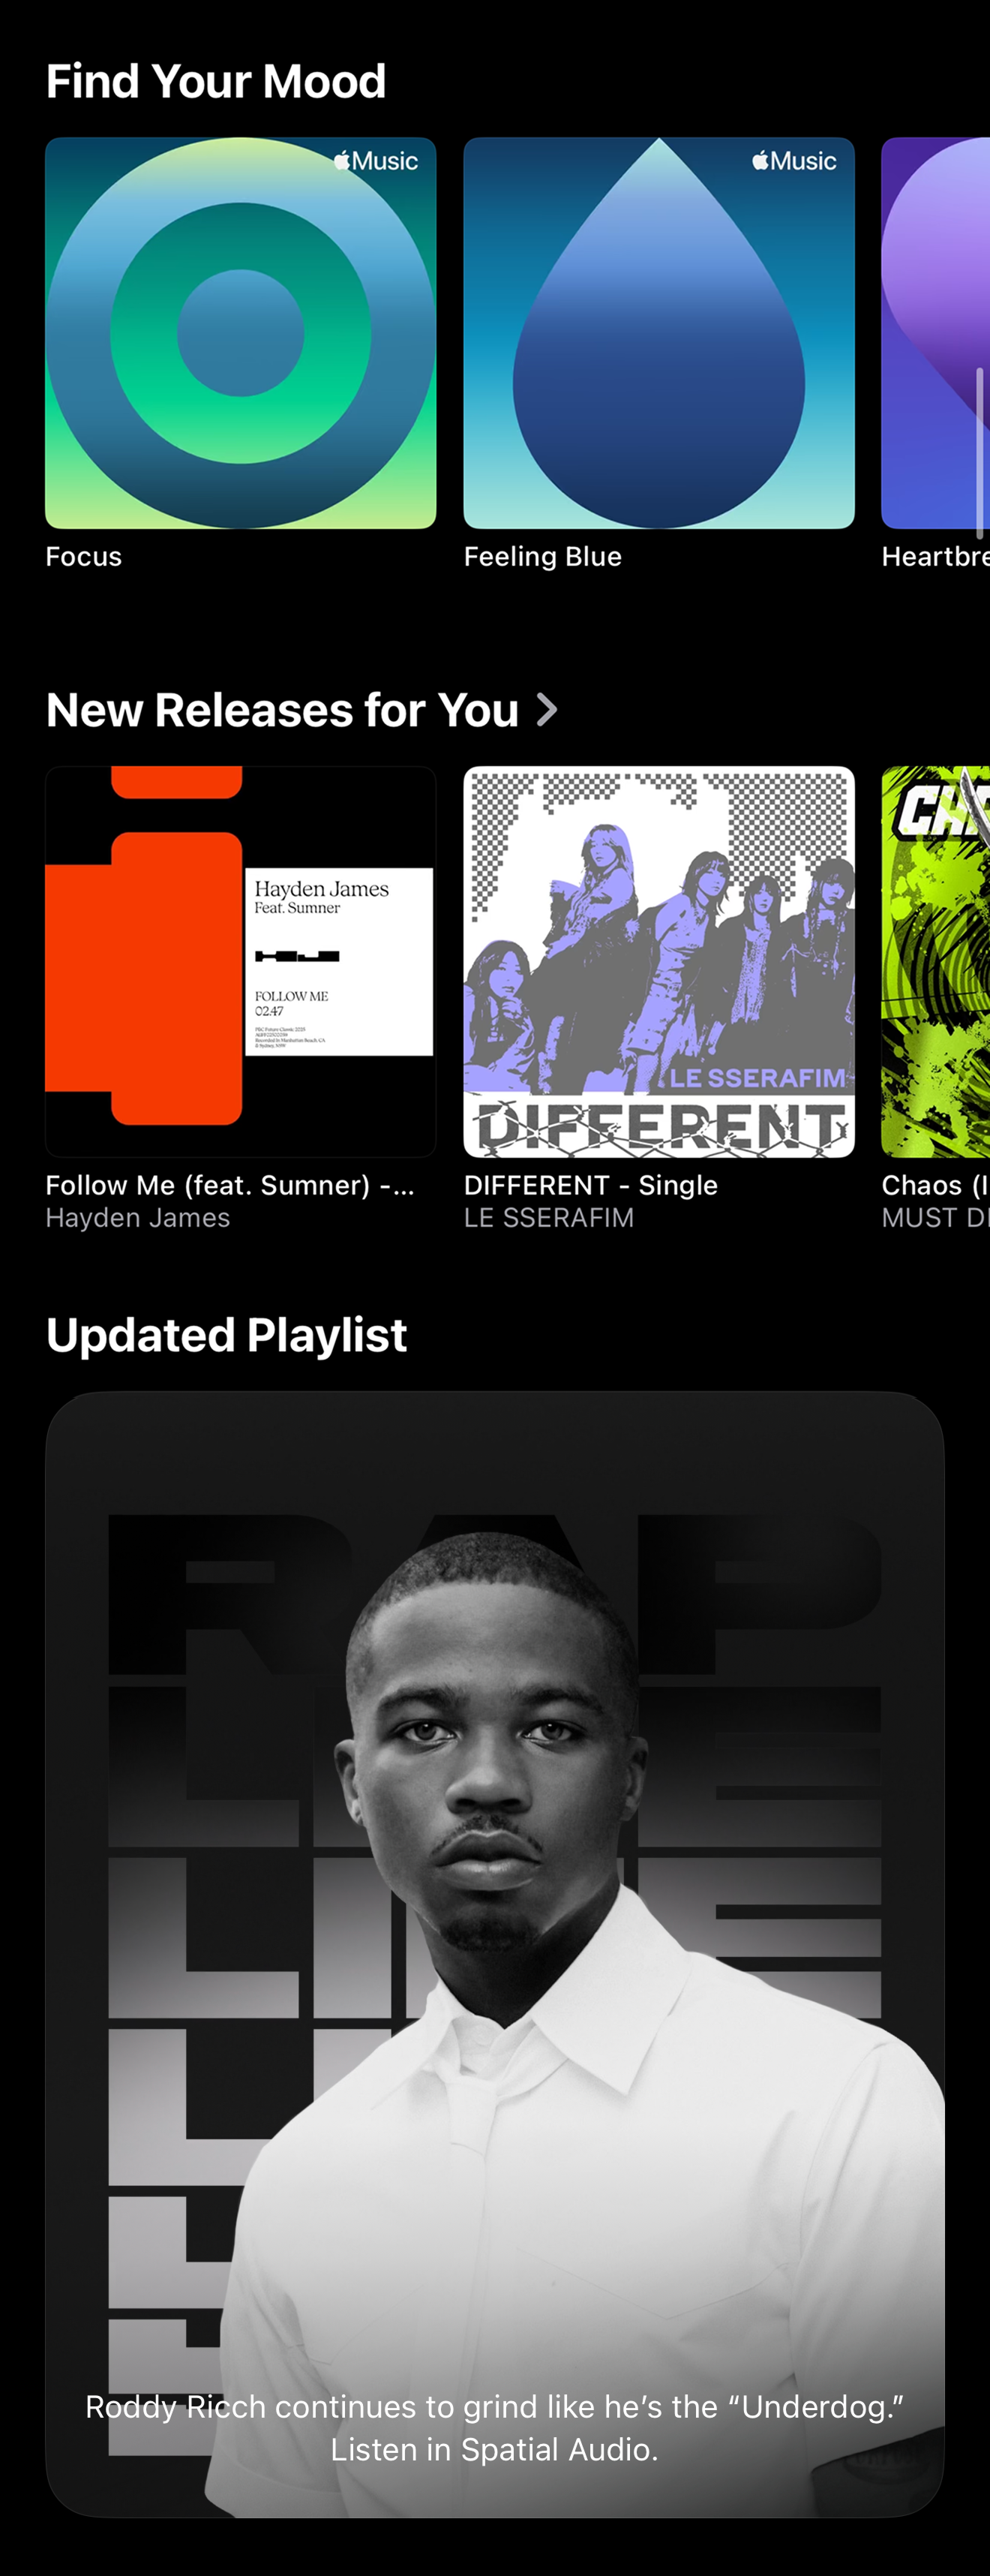 Find Your Mood
Music
Music
Focus
Feeling Blue
Heartbre
New Releases for You
Hayden James
Feat. Sumner
FOLLOW ME
02.47
LE SSERAFIM
DIFFERENT
Follow Me (feat. Sumner) -...
Hayden James
DIFFERENT - Single
LE SSERAFIM
Chaos (I
MUST DI
Updated Playlist
RAP
LIFE
LIFE
Roddy Ricch continues to grind like he’s the “Underdog.”
Listen in Spatial Audio.